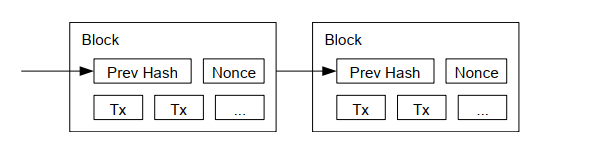 Block
Prev Hash Nonce
Tx Tx ...
Block
Prev Hash Nonce
Tx Tx ...